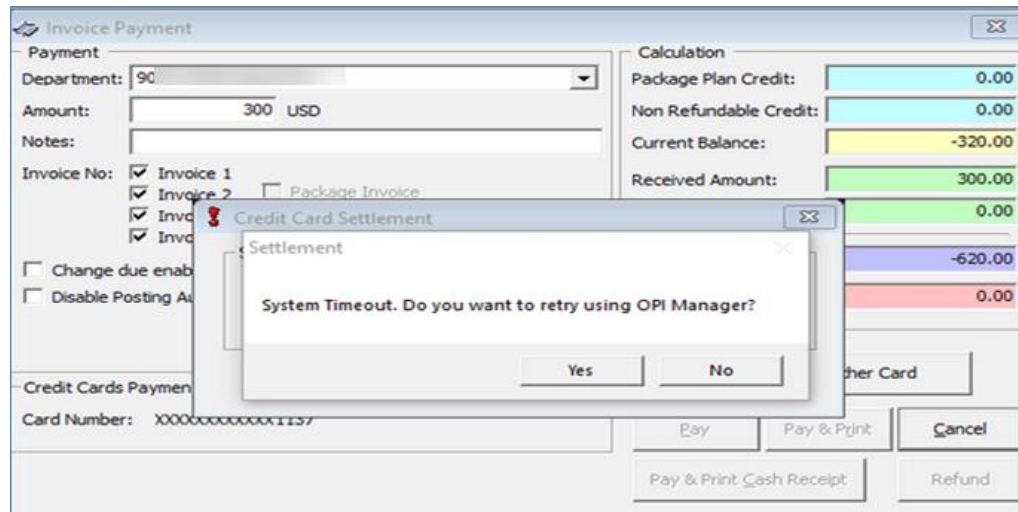 Invoice Payment
Payment
Department: 90
Amount: 300 USD
Notes:
Invoice No: Invoice 1
Invoice 2 Package Invoice
Invo
Invo
Change due enab
Disable Posting Au
Credit Cards Paymen
Card Number: XXXXXXXXXXXX1137
Calculation
Package Plan Credit: 0.00
Non Refundable Credit: 0.00
Current Balance: -320.00
Received Amount: 300.00
0.00
-620.00
0.00
Credit Card Settlement
Settlement
System Timeout. Do you want to retry using OPI Manager?
Yes No
ther Card
Pay Pay & Print Cancel
Pay & Print Cash Receipt Refund